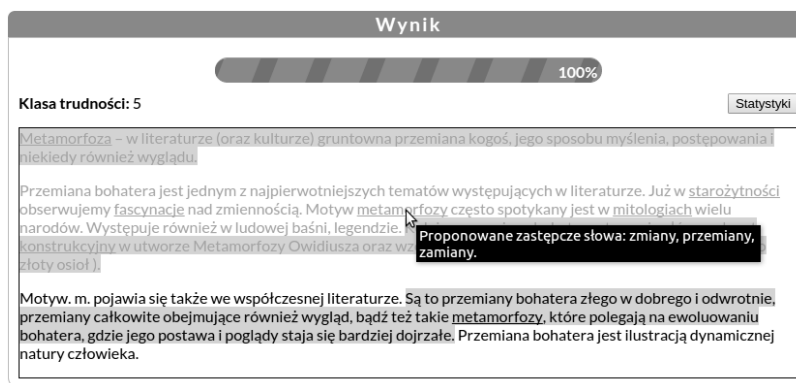 Wynik
100%
Klasa trudności: 5
Statystyki
Metamorfoza – w literaturze (oraz kulturze) gruntowna przemiana kogoś, jego sposobu myślenia, postępowania i
niekiedy również wyglądu.
Przemiana bohatera jest jednym z najpierwotniejszych tematów występujących w literaturze. Już w starożytności
obserwujemy fascynacje nad zmiennością. Motyw metamorfozy często spotykany jest w mitologiach wielu
narodów. Występuje również w ludowej baśni, legendzie.
Proponowane zastępcze słowa: zmiany, przemiany,
zamiany.
konstrukcyjny w utworze Metamorfozy Owidiusza oraz
złoty osioł ).
Motyw. m. pojawia się także we współczesnej literaturze. Są to przemiany bohatera złego w dobrego i odwrotnie,
przemiany całkowite obejmujące również wygląd, bądź też takie metamorfozy, które polegają na ewoluowaniu
bohatera, gdzie jego postawa i poglądy staja się bardziej dojrzałe. Przemiana bohatera jest ilustracją dynamicznej
natury człowieka.